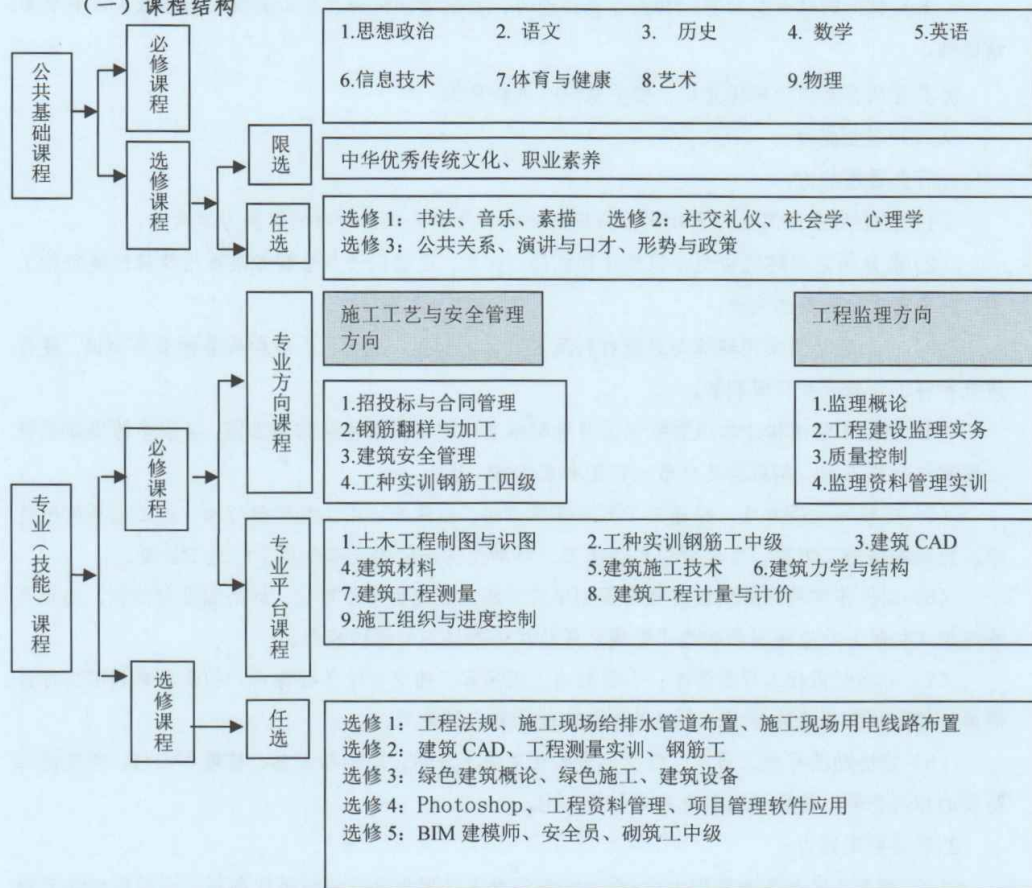 (一)课程结构
公共基础课程
必修课程
1.思想政治 2. 语文 3. 历史 4. 数学 5.英语
6.信息技术 7.体育与健康 8.艺术 9.物理
选修课程
限选
中华优秀传统文化、职业素养
任选
选修 1：书法、音乐、素描 选修 2：社交礼仪、社会学、心理学
选修 3：公共关系、演讲与口才、形势与政策
专业（技能）课程
必修课程
专业方向课程
施工工艺与安全管理
方向
工程监理方向
1.招投标与合同管理
2.钢筋翻样与加工
3.建筑安全管理
4.工种实训钢筋工四级
1.监理概论
2.工程建设监理实务
3.质量控制
4.监理资料管理实训
专业平台课程
1.土木工程制图与识图 2.工种实训钢筋工中级 3.建筑 CAD
4.建筑材料 5.建筑施工技术 6.建筑力学与结构
7.建筑工程测量 8. 建筑工程计量与计价
9.施工组织与进度控制
选修课程
任选
选修 1：工程法规、施工现场给排水管道布置、施工现场用电线路布置
选修 2：建筑 CAD、工程测量实训、钢筋工
选修 3：绿色建筑概论、绿色施工、建筑设备
选修 4：Photoshop、工程资料管理、项目管理软件应用
选修 5：BIM 建模师、安全员、砌筑工中级